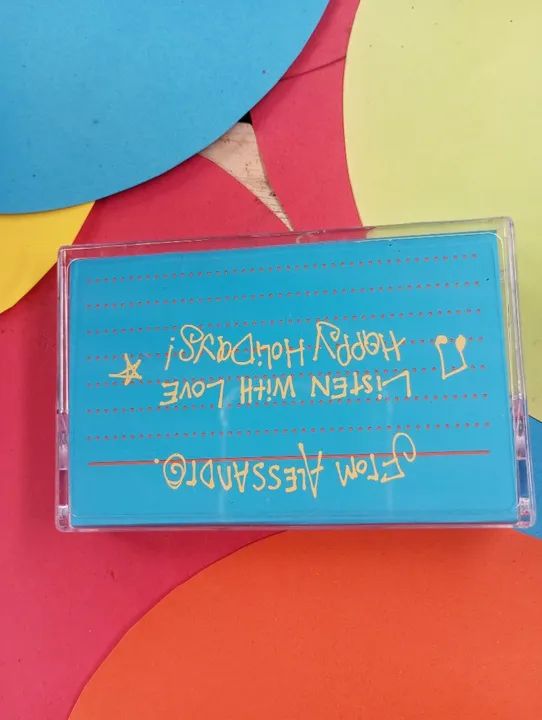 From Alessandro.
Listen with Love
Happy Holidays!